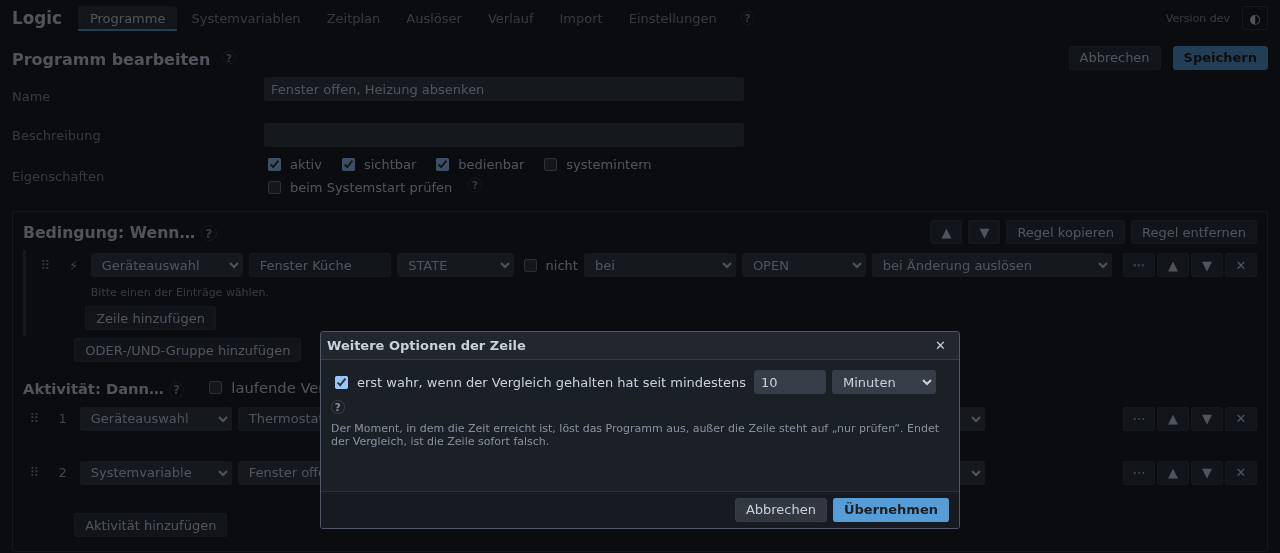 Logic Programme Systemvariablen Zeitplan Auslöser Verlauf Import Einstellungen ? Version dev
Programm bearbeiten ? Abbrechen Speichern
Name Fenster offen, Heizung absenken
Beschreibung
Eigenschaften aktiv sichtbar bedienbar systemintern
beim Systemstart prüfen ?
Bedingung: Wenn… ? ▲ ▼ Regel kopieren Regel entfernen
Geräteauswahl Fenster Küche STATE nicht bei OPEN bei Änderung auslösen ··· ▲ ▼ ✕
Bitte einen der Einträge wählen.
Zeile hinzufügen
ODER-/UND-Gruppe hinzufügen
Weitere Optionen der Zeile ✕
erst wahr, wenn der Vergleich gehalten hat seit mindestens 10 Minuten
?
Der Moment, in dem die Zeit erreicht ist, löst das Programm aus, außer die Zeile steht auf „nur prüfen“. Endet
der Vergleich, ist die Zeile sofort falsch.
Abbrechen Übernehmen
Aktivität: Dann… ? laufende
1 Geräteauswahl ··· ▲ ▼ ✕
2 Systemvariable Fenster ··· ▲ ▼ ✕
Aktivität hinzufügen